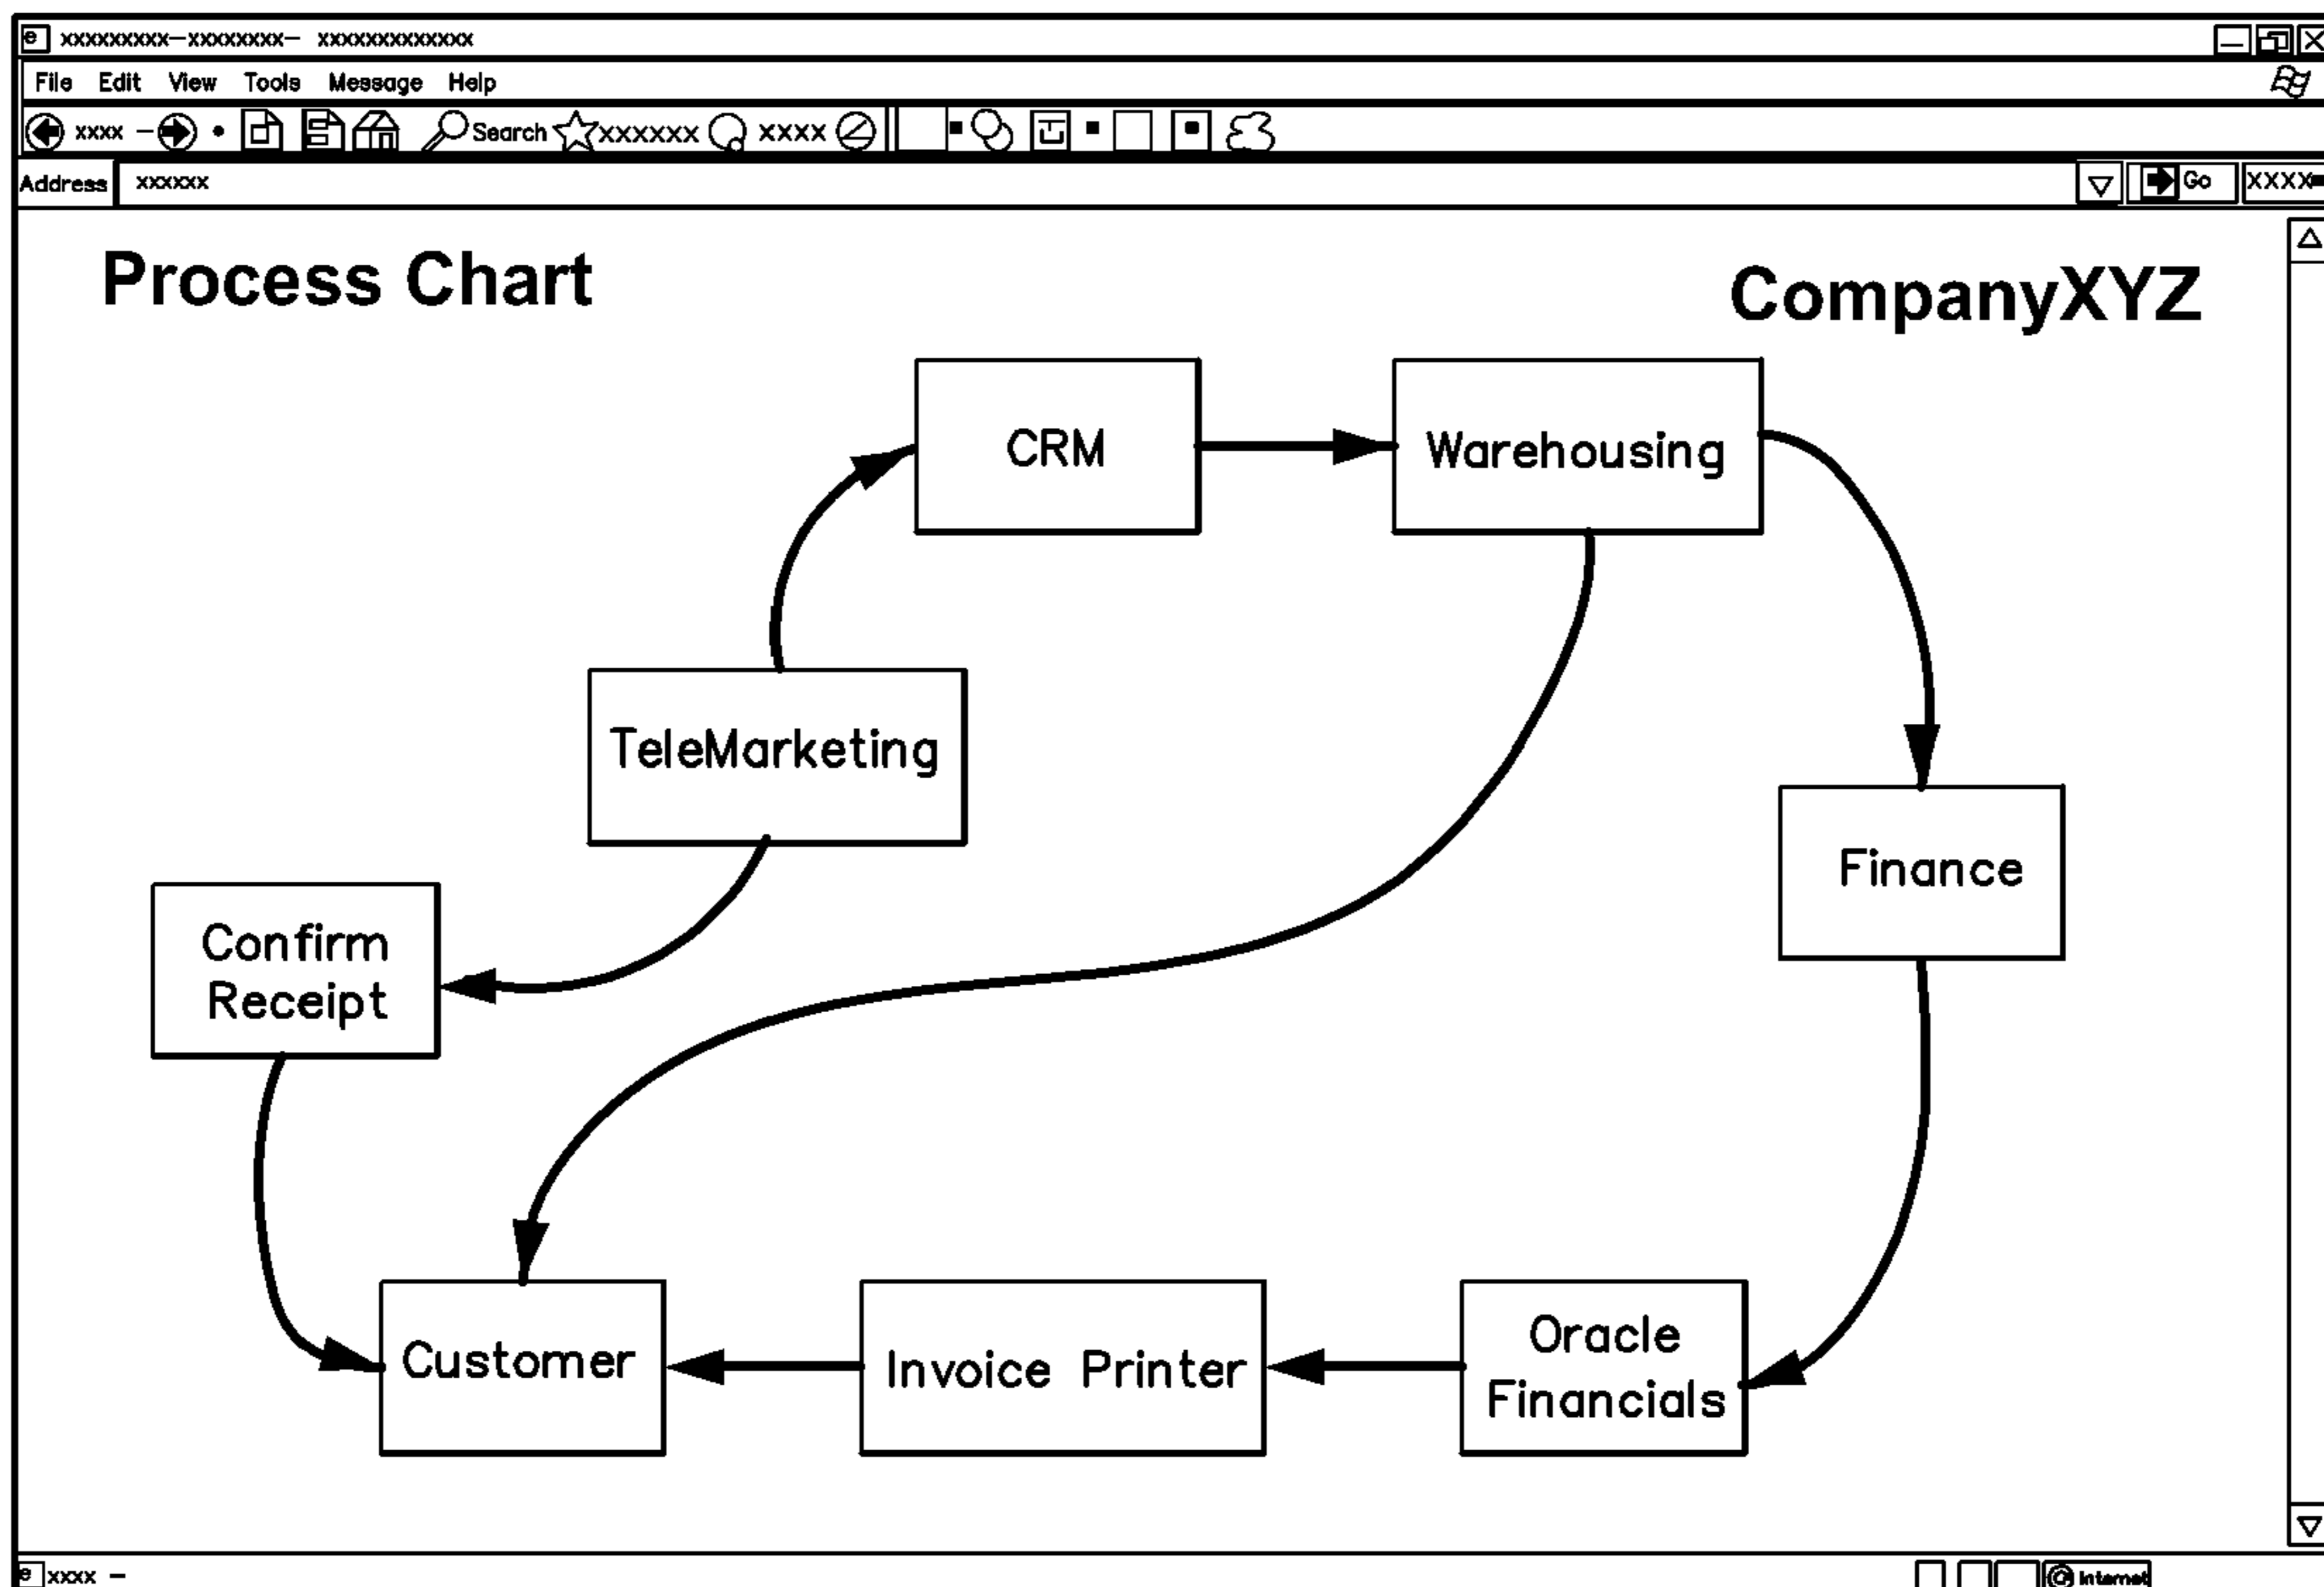 e xxxxxxxxx-xxxxxxxx- xxxxxxxxxxxxx
File Edit View Tools Message Help
xxxx - Search xxxxxx xxxx
Address xxxxxx Go xxxx
Process Chart
CompanyXYZ
CRM
Warehousing
TeleMarketing
Finance
Confirm
Receipt
Customer
Invoice Printer
Oracle
Financials
e xxxx - @ Internet